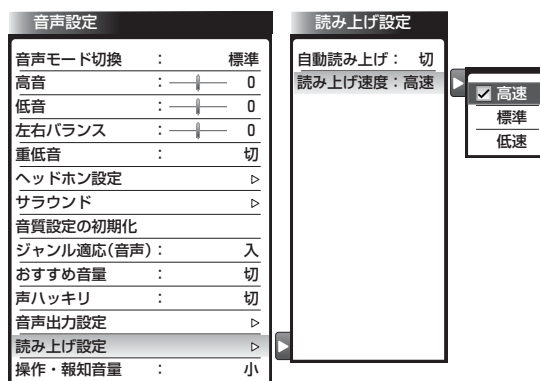 音声設定
音声モード切換 : 標準
高音 : 0
低音 : 0
左右バランス : 0
重低音 : 切
ヘッドホン設定 ▷
サラウンド ▷
音質設定の初期化
ジャンル適応(音声) : 入
おすすめ音量 : 切
声ハッキリ : 切
音声出力設定 ▷
読み上げ設定 ▷
操作・報知音量 : 小
読み上げ設定
自動読み上げ : 切
読み上げ速度 : 高速
高速
標準
低速